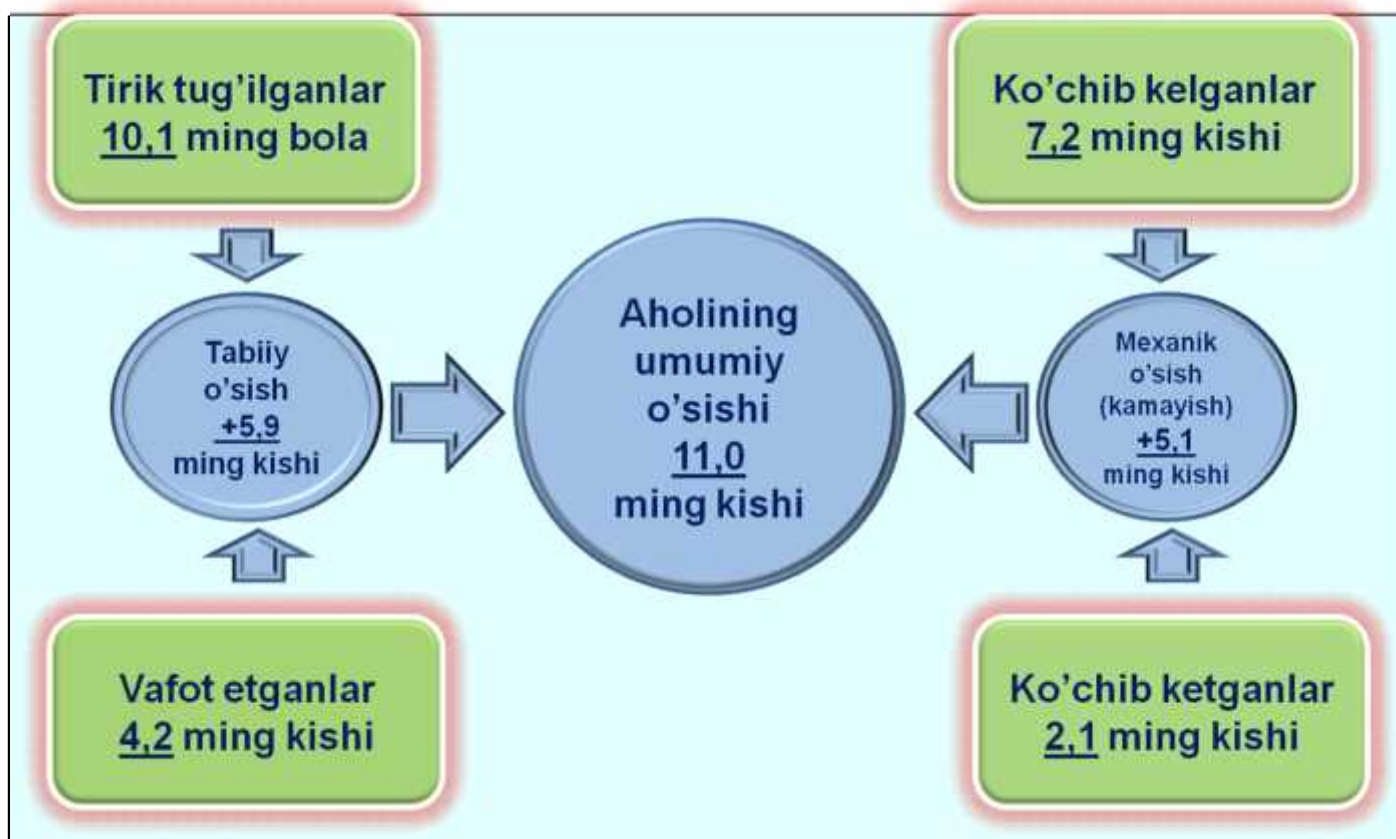 Tirik tug’ilganlar
10,1 ming bola
Ko’chib kelganlar
7,2 ming kishi
Tabiiy
o’sish
+5,9
ming kishi
Aholining
umumiy
o’sishi
11,0
ming kishi
Mexanik
o’sish
(kamayish)
+5,1
ming kishi
Vafot etganlar
4,2 ming kishi
Ko’chib ketganlar
2,1 ming kishi